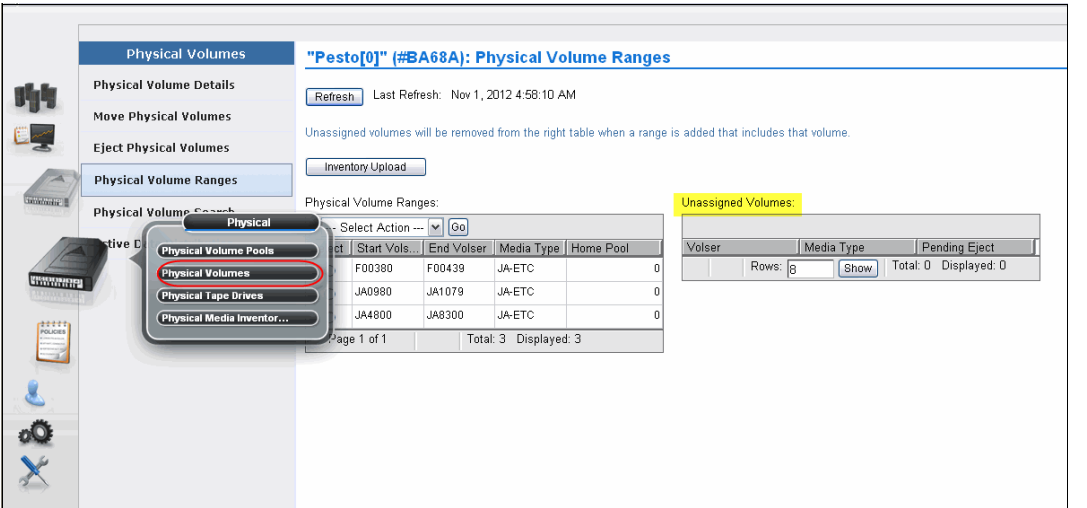 Physical Volumes
Physical Volume Details
Move Physical Volumes
Eject Physical Volumes
Physical Volume Ranges
Physical Volume Search
Physical
Physical Volume Pools
Physical Volumes
Physical Tape Drives
Physical Media Inventor...
POLICIES
"Pesto[0]" (#BA68A): Physical Volume Ranges
Refresh Last Refresh: Nov 1, 2012 4:58:10 AM
Unassigned volumes will be removed from the right table when a range is added that includes that volume.
Inventory Upload
Physical Volume Ranges:
- Select Action --- Go
ect Start Vols... End Volser Media Type Home Pool
F00380 F00439 JA-ETC 0
JA0980 JA1079 JA-ETC 0
JA4800 JA8300 JA-ETC 0
Page 1 of 1 Total: 3 Displayed: 3
Unassigned Volumes:
Volser Media Type Pending Eject
Rows: 8 Show Total: 0 Displayed: 0